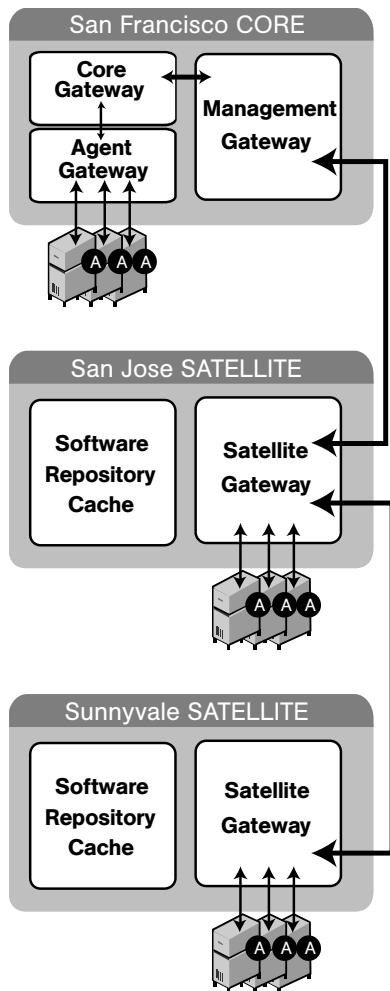 San Francisco CORE
Core
Gateway
Management
Gateway
Agent
Gateway
A A A
San Jose SATELLITE
Software
Repository
Cache
Satellite
Gateway
A A A
Sunnyvale SATELLITE
Software
Repository
Cache
Satellite
Gateway
A A A